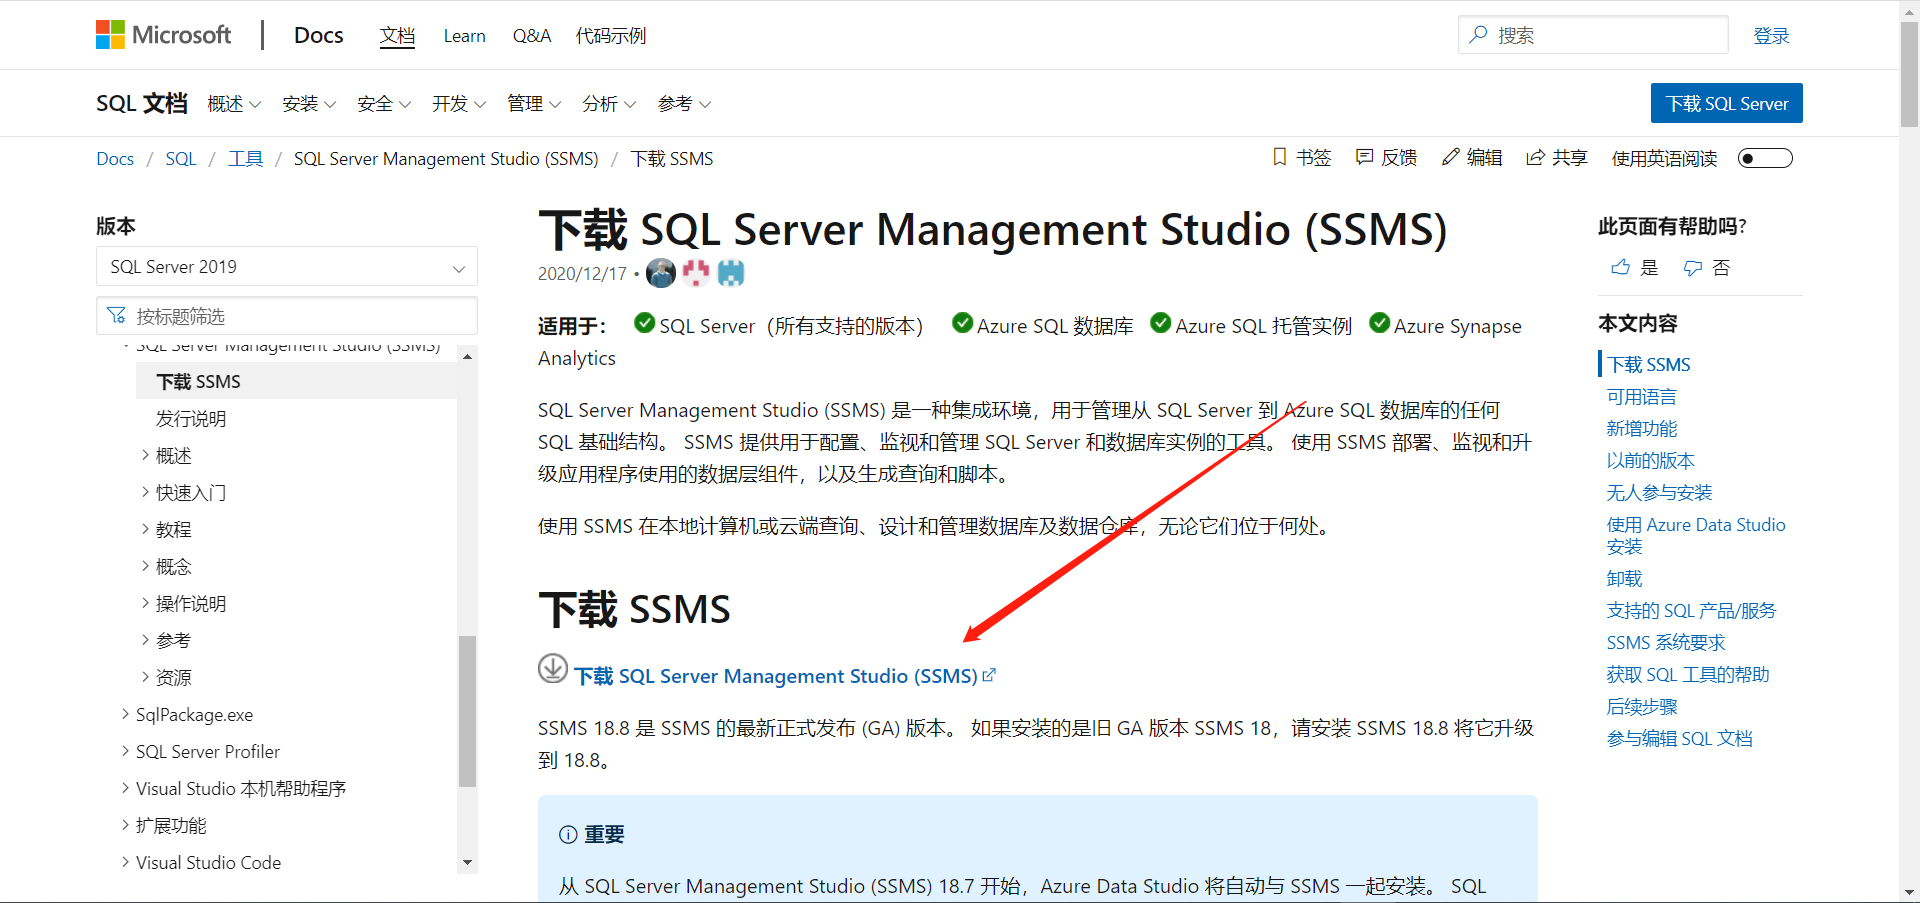 Microsoft Docs 文档 Learn Q&A 代码示例 搜索 登录
SQL 文档 概述 安装 安全 开发 管理 分析 参考 下载 SQL Server
Docs / SQL / 工具 / SQL Server Management Studio (SSMS) / 下载 SSMS
书签 反馈 编辑 共享 使用英语阅读
版本
SQL Server 2019
按标题筛选
SQL Server Management Studio (SSMS)
下载 SSMS
发行说明
概述
快速入门
教程
概念
操作说明
参考
资源
SqlPackage.exe
SQL Server Profiler
Visual Studio 本机帮助程序
扩展功能
Visual Studio Code
下载 SQL Server Management Studio (SSMS)
2020/12/17 •
适用于： SQL Server（所有支持的版本） Azure SQL 数据库 Azure SQL 托管实例 Azure Synapse
Analytics
SQL Server Management Studio (SSMS) 是一种集成环境，用于管理从 SQL Server 到 Azure SQL 数据库的任何
SQL 基础结构。 SSMS 提供用于配置、监视和管理 SQL Server 和数据库实例的工具。 使用 SSMS 部署、监视和升
级应用程序使用的数据层组件，以及生成查询和脚本。
使用 SSMS 在本地计算机或云端查询、设计和管理数据库及数据仓库，无论它们位于何处。
下载 SSMS
下载 SQL Server Management Studio (SSMS)
SSMS 18.8 是 SSMS 的最新正式发布 (GA) 版本。 如果安装的是旧 GA 版本 SSMS 18，请安装 SSMS 18.8 将它升级
到 18.8。
重要
从 SQL Server Management Studio (SSMS) 18.7 开始，Azure Data Studio 将自动与 SSMS 一起安装。 SQL
此页面有帮助吗?
是 否
本文内容
下载 SSMS
可用语言
新增功能
以前的版本
无人参与安装
使用 Azure Data Studio
安装
卸载
支持的 SQL 产品/服务
SSMS 系统要求
获取 SQL 工具的帮助
后续步骤
参与编辑 SQL 文档